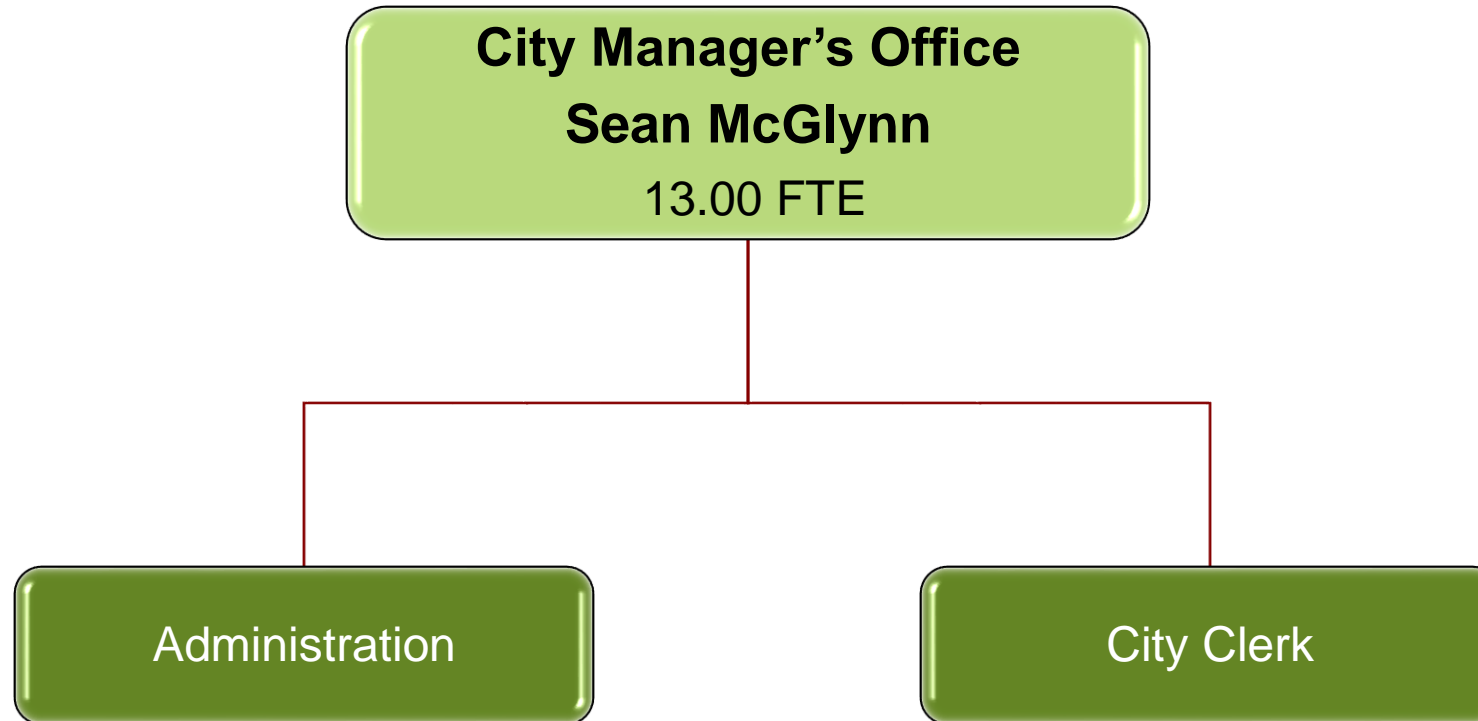 City Manager’s Office
Sean McGlynn
13.00 FTE
Administration
City Clerk